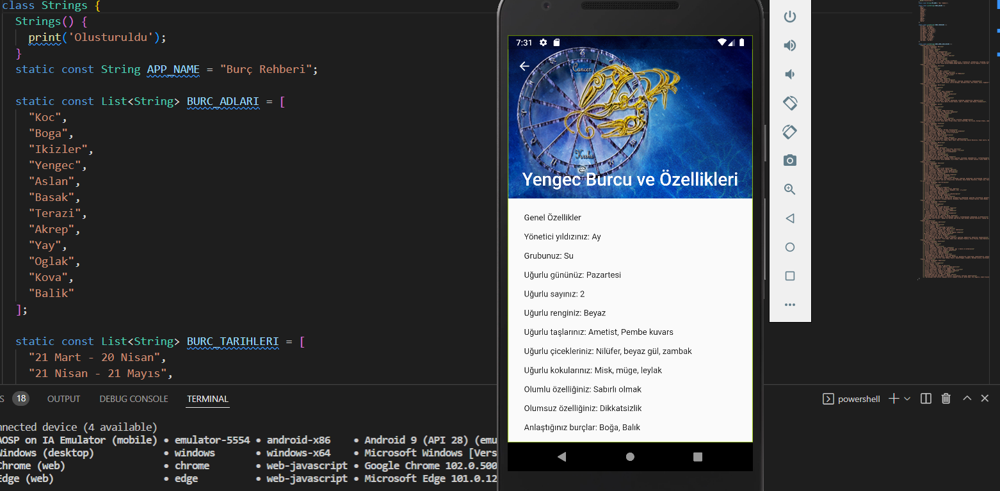 class Strings {
Strings() {
print('Olusturuldu');
}
static const String APP_NAME = "Burç Rehberi";
static const List<String> BURC_ADLARI = [
"Koc",
"Boga",
"Ikizler",
"Yengec",
"Aslan",
"Basak",
"Terazi",
"Akrep",
"Yay",
"Oglak",
"Kova",
"Balik"
];
static const List<String> BURC_TARIHLERI = [
"21 Mart - 20 Nisan",
"21 Nisan - 21 Mayıs",
S 18 OUTPUT DEBUG CONSOLE TERMINAL
powershell
nnected device (4 available)
AOSP on IA Emulator (mobile) • emulator-5554 • android-x86 • Android 9 (API 28) (emu
Windows (desktop) • windows • windows-x64 • Microsoft Windows [Vers
Chrome (web) • chrome • web-javascript • Google Chrome 102.0.500
Edge (web) • edge • web-javascript • Microsoft Edge 101.0.12
7:31
Cancer
Yengec Burcu ve Özellikleri
Genel Özellikler
Yönetici yıldızınız: Ay
Grubunuz: Su
Uğurlu gününüz: Pazartesi
Uğurlu sayınız: 2
Uğurlu renginiz: Beyaz
Uğurlu taşlarınız: Ametist, Pembe kuvars
Uğurlu çicekleriniz: Nilüfer, beyaz gül, zambak
Uğurlu kokularınız: Misk, müge, leylak
Olumlu özelliğiniz: Sabırlı olmak
Olumsuz özelliğiniz: Dikkatsizlik
Anlaştığınız burçlar: Boğa, Balık